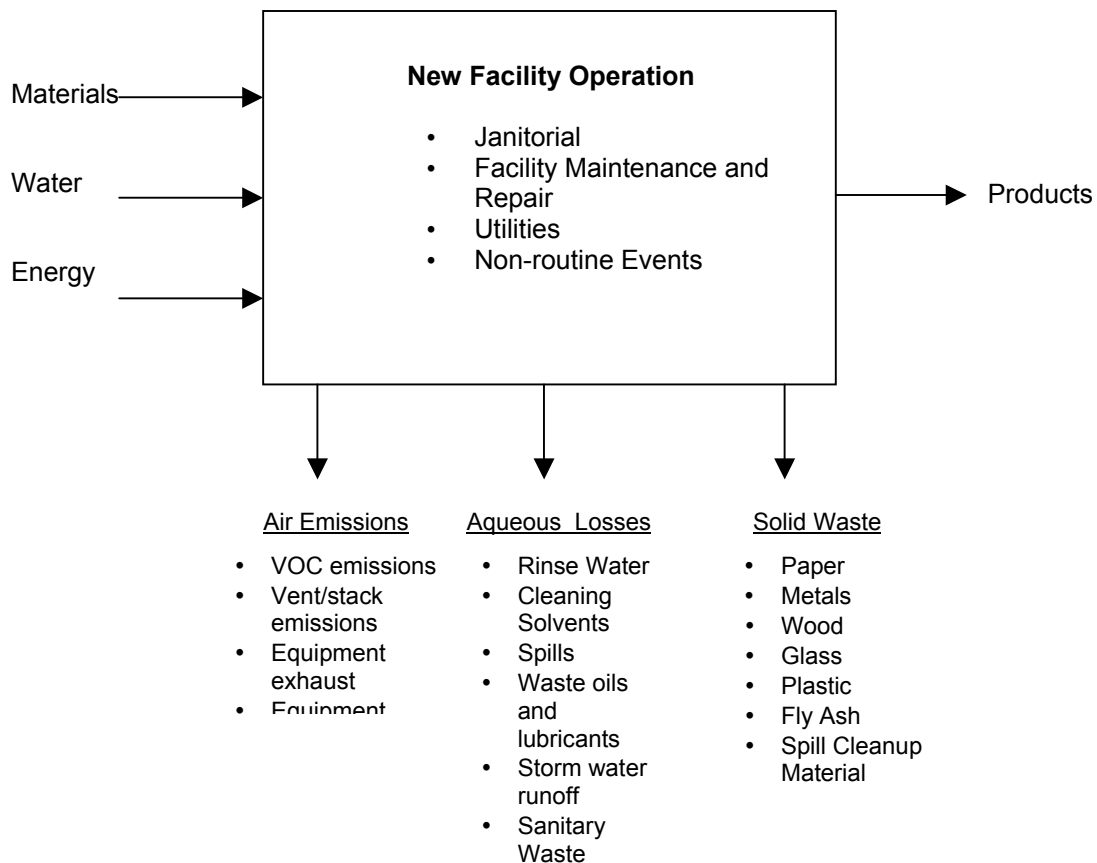 Materials
Water
Energy
New Facility Operation
• Janitorial
• Facility Maintenance and
Repair
• Utilities
• Non-routine Events
Products
Air Emissions
• VOC emissions
• Vent/stack
emissions
• Equipment
exhaust
• Equipment
Aqueous Losses
• Rinse Water
• Cleaning
Solvents
• Spills
• Waste oils
and
lubricants
• Storm water
runoff
• Sanitary
Waste
Solid Waste
• Paper
• Metals
• Wood
• Glass
• Plastic
• Fly Ash
• Spill Cleanup
Material